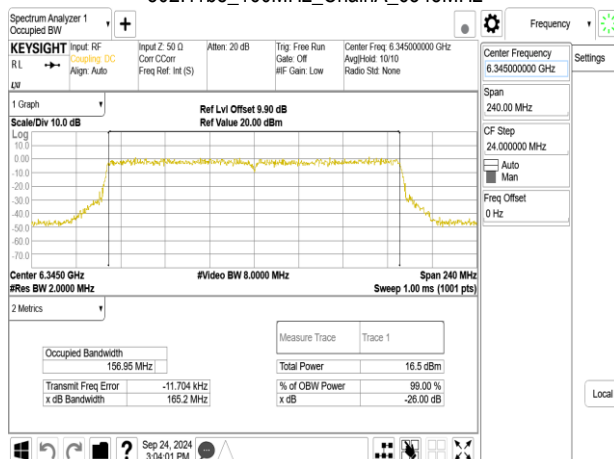 Spectrum Analyzer 1
Occupied BW
Frequency
KEYSIGHT
Input: RF
Input Z: 50 Ω
Atten: 20 dB
Trig: Free Run
Center Freq: 6.345000000 GHz
RL
Coupling: DC
Corr CCorr
Gate: Off
Avg|Hold: 10/10
Align: Auto
Freq Ref: Int (S)
#IF Gain: Low
Radio Std: None
LXI
Center Frequency
6.345000000 GHz
Settings
Span
240.00 MHz
CF Step
24.000000 MHz
Auto
Man
Freq Offset
0 Hz
Local
1 Graph
Ref Lvl Offset 9.90 dB
Scale/Div 10.0 dB
Ref Value 20.00 dBm
Log
10.0
0.00
-10.0
-20.0
-30.0
-40.0
-50.0
-60.0
-70.0
Center 6.3450 GHz
#Video BW 8.0000 MHz
Span 240 MHz
#Res BW 2.0000 MHz
Sweep 1.00 ms (1001 pts)
2 Metrics
Measure Trace
Trace 1
Occupied Bandwidth
156.95 MHz
Total Power
16.5 dBm
Transmit Freq Error
-11.704 kHz
% of OBW Power
99.00 %
x dB Bandwidth
165.2 MHz
x dB
-26.00 dB
Sep 24, 2024
3:04:01 PM